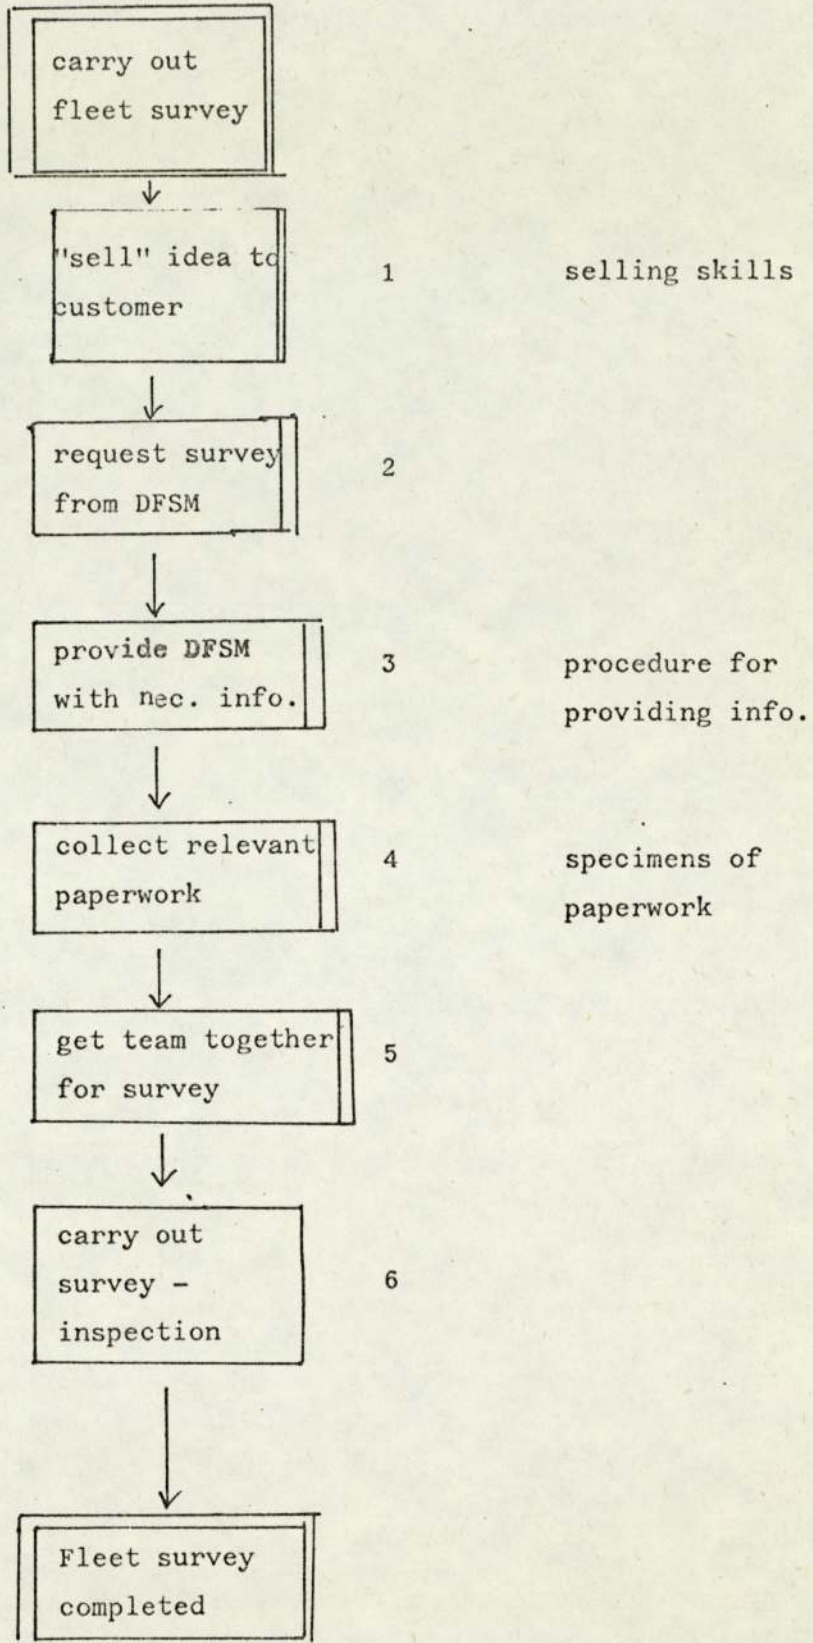 carry out
fleet survey
"sell" idea to
customer
1
selling skills
request survey
from DFSM
2
provide DFSM
with nec. info.
3
procedure for
providing info.
collect relevant
paperwork
4
specimens of
paperwork
get team together
for survey
5
carry out
survey -
inspection
6
Fleet survey
completed